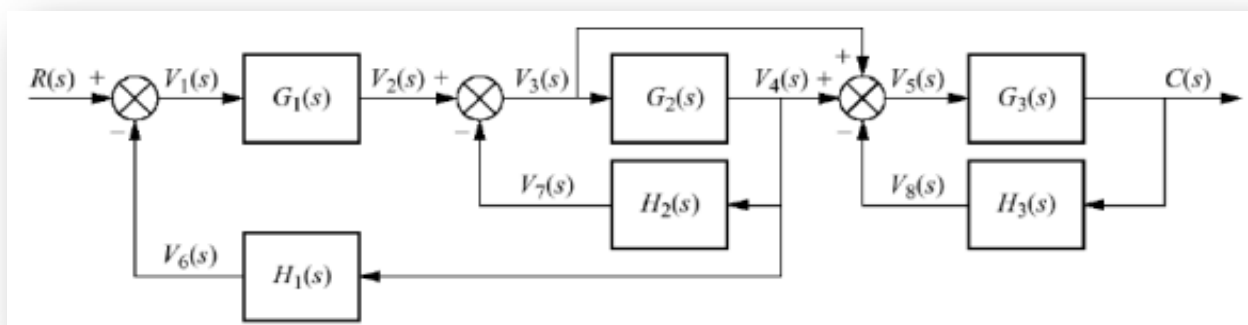 +
R(s) + V₁(s) G₁(s) V₂(s) + V₃(s) G₂(s) V₄(s) + V₅(s) G₃(s) C(s)
− − −
V₇(s) H₂(s) V₈(s) H₃(s)
V₆(s) H₁(s)